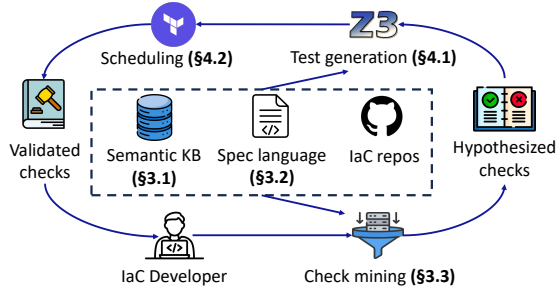 Z3
Scheduling (§4.2)
Test generation (§4.1)
Validated
checks
Semantic KB
(§3.1)
Spec language
(§3.2)
IaC repos
Hypothesized
checks
IaC Developer
Check mining (§3.3)